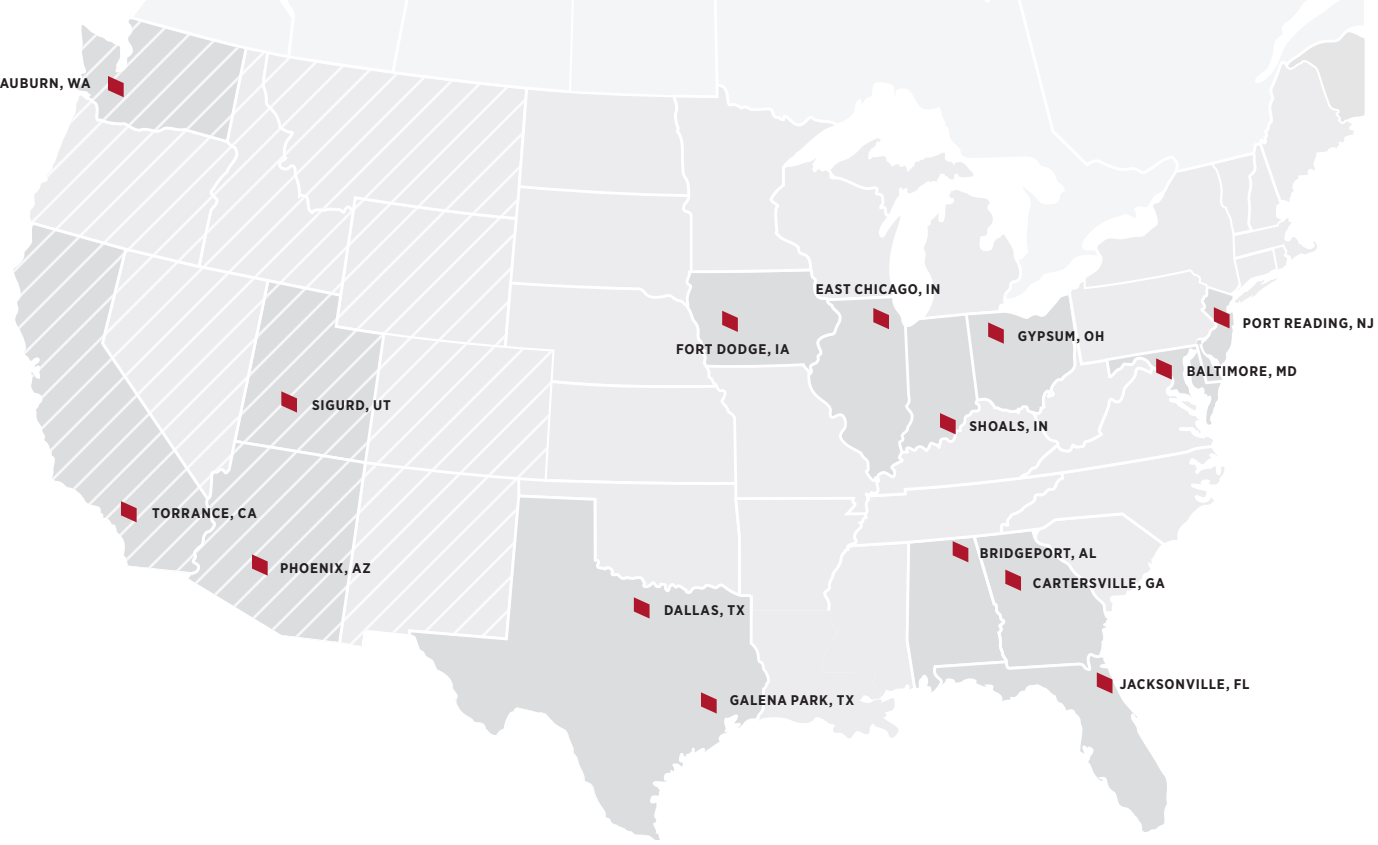 AUBURN, WA
EAST CHICAGO, IN
PORT READING, NJ
GYPSUM, OH
FORT DODGE, IA
BALTIMORE, MD
SIGURD, UT
SHOALS, IN
TORRANCE, CA
BRIDGEPORT, AL
PHOENIX, AZ
CARTERSVILLE, GA
DALLAS, TX
JACKSONVILLE, FL
GALENA PARK, TX